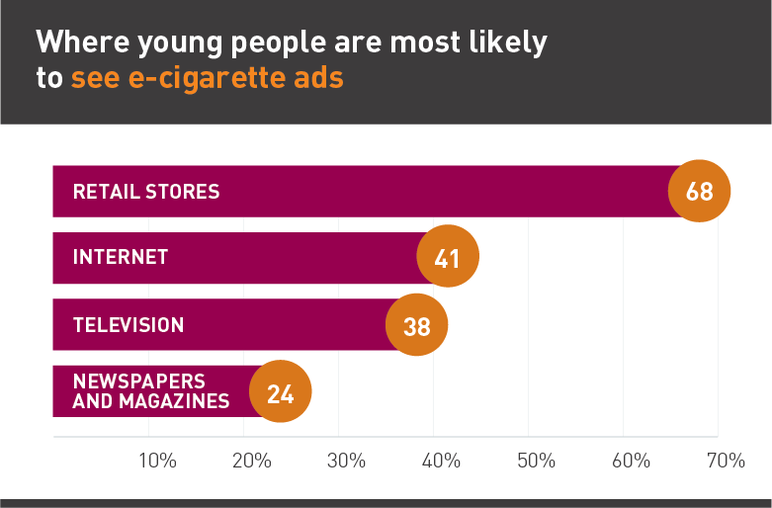 Where young people are most likely
to see e-cigarette ads
RETAIL STORES
68
INTERNET
41
TELEVISION
38
NEWSPAPERS
AND MAGAZINES
24
10% 20% 30% 40% 50% 60% 70%